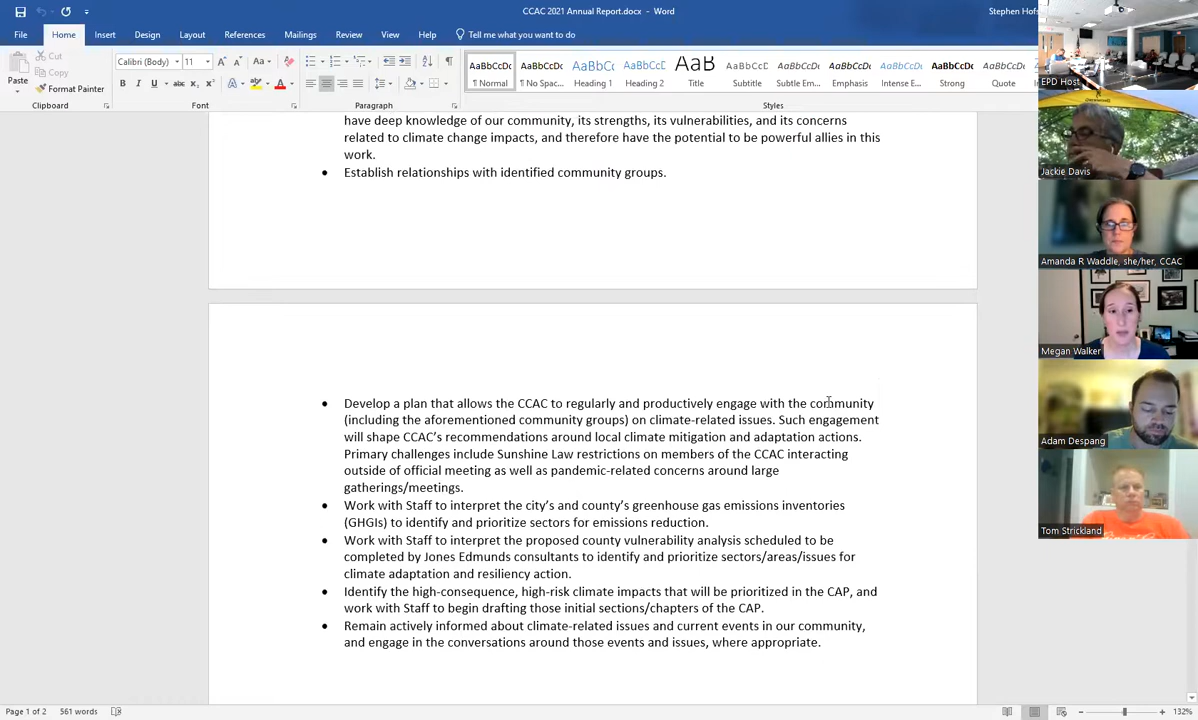 CCAC 2021 Annual Report.docx - Word
Stephen Hofs
File Home Insert Design Layout References Mailings Review View Help Tell me what you want to do
Paste
Cut
Copy
Format Painter
Clipboard
Calibri (Body) 11
Font
Paragraph
AaBbCcDc AaBbCcDc AaBbCc AaBbCcC AaB AaBbCcD AaBbCcDc AaBbCcDc AaBbCcDc AaBbCcDc AaBbCcDc
¶ Normal ¶ No Spac... Heading 1 Heading 2 Title Subtitle Subtle Em... Emphasis Intense E... Strong Quote
Styles
have deep knowledge of our community, its strengths, its vulnerabilities, and its concerns
related to climate change impacts, and therefore have the potential to be powerful allies in this
work.
• Establish relationships with identified community groups.
• Develop a plan that allows the CCAC to regularly and productively engage with the community
(including the aforementioned community groups) on climate-related issues. Such engagement
will shape CCAC's recommendations around local climate mitigation and adaptation actions.
Primary challenges include Sunshine Law restrictions on members of the CCAC interacting
outside of official meeting as well as pandemic-related concerns around large
gatherings/meetings.
• Work with Staff to interpret the city's and county's greenhouse gas emissions inventories
(GHGIs) to identify and prioritize sectors for emissions reduction.
• Work with Staff to interpret the proposed county vulnerability analysis scheduled to be
completed by Jones Edmunds consultants to identify and prioritize sectors/areas/issues for
climate adaptation and resiliency action.
• Identify the high-consequence, high-risk climate impacts that will be prioritized in the CAP, and
work with Staff to begin drafting those initial sections/chapters of the CAP.
• Remain actively informed about climate-related issues and current events in our community,
and engage in the conversations around those events and issues, where appropriate.
Page 1 of 2 561 words
132%
EPD Host
Jackie Davis
Amanda R Waddle, she/her, CCAC
Megan Walker
Adam Despang
Tom Strickland